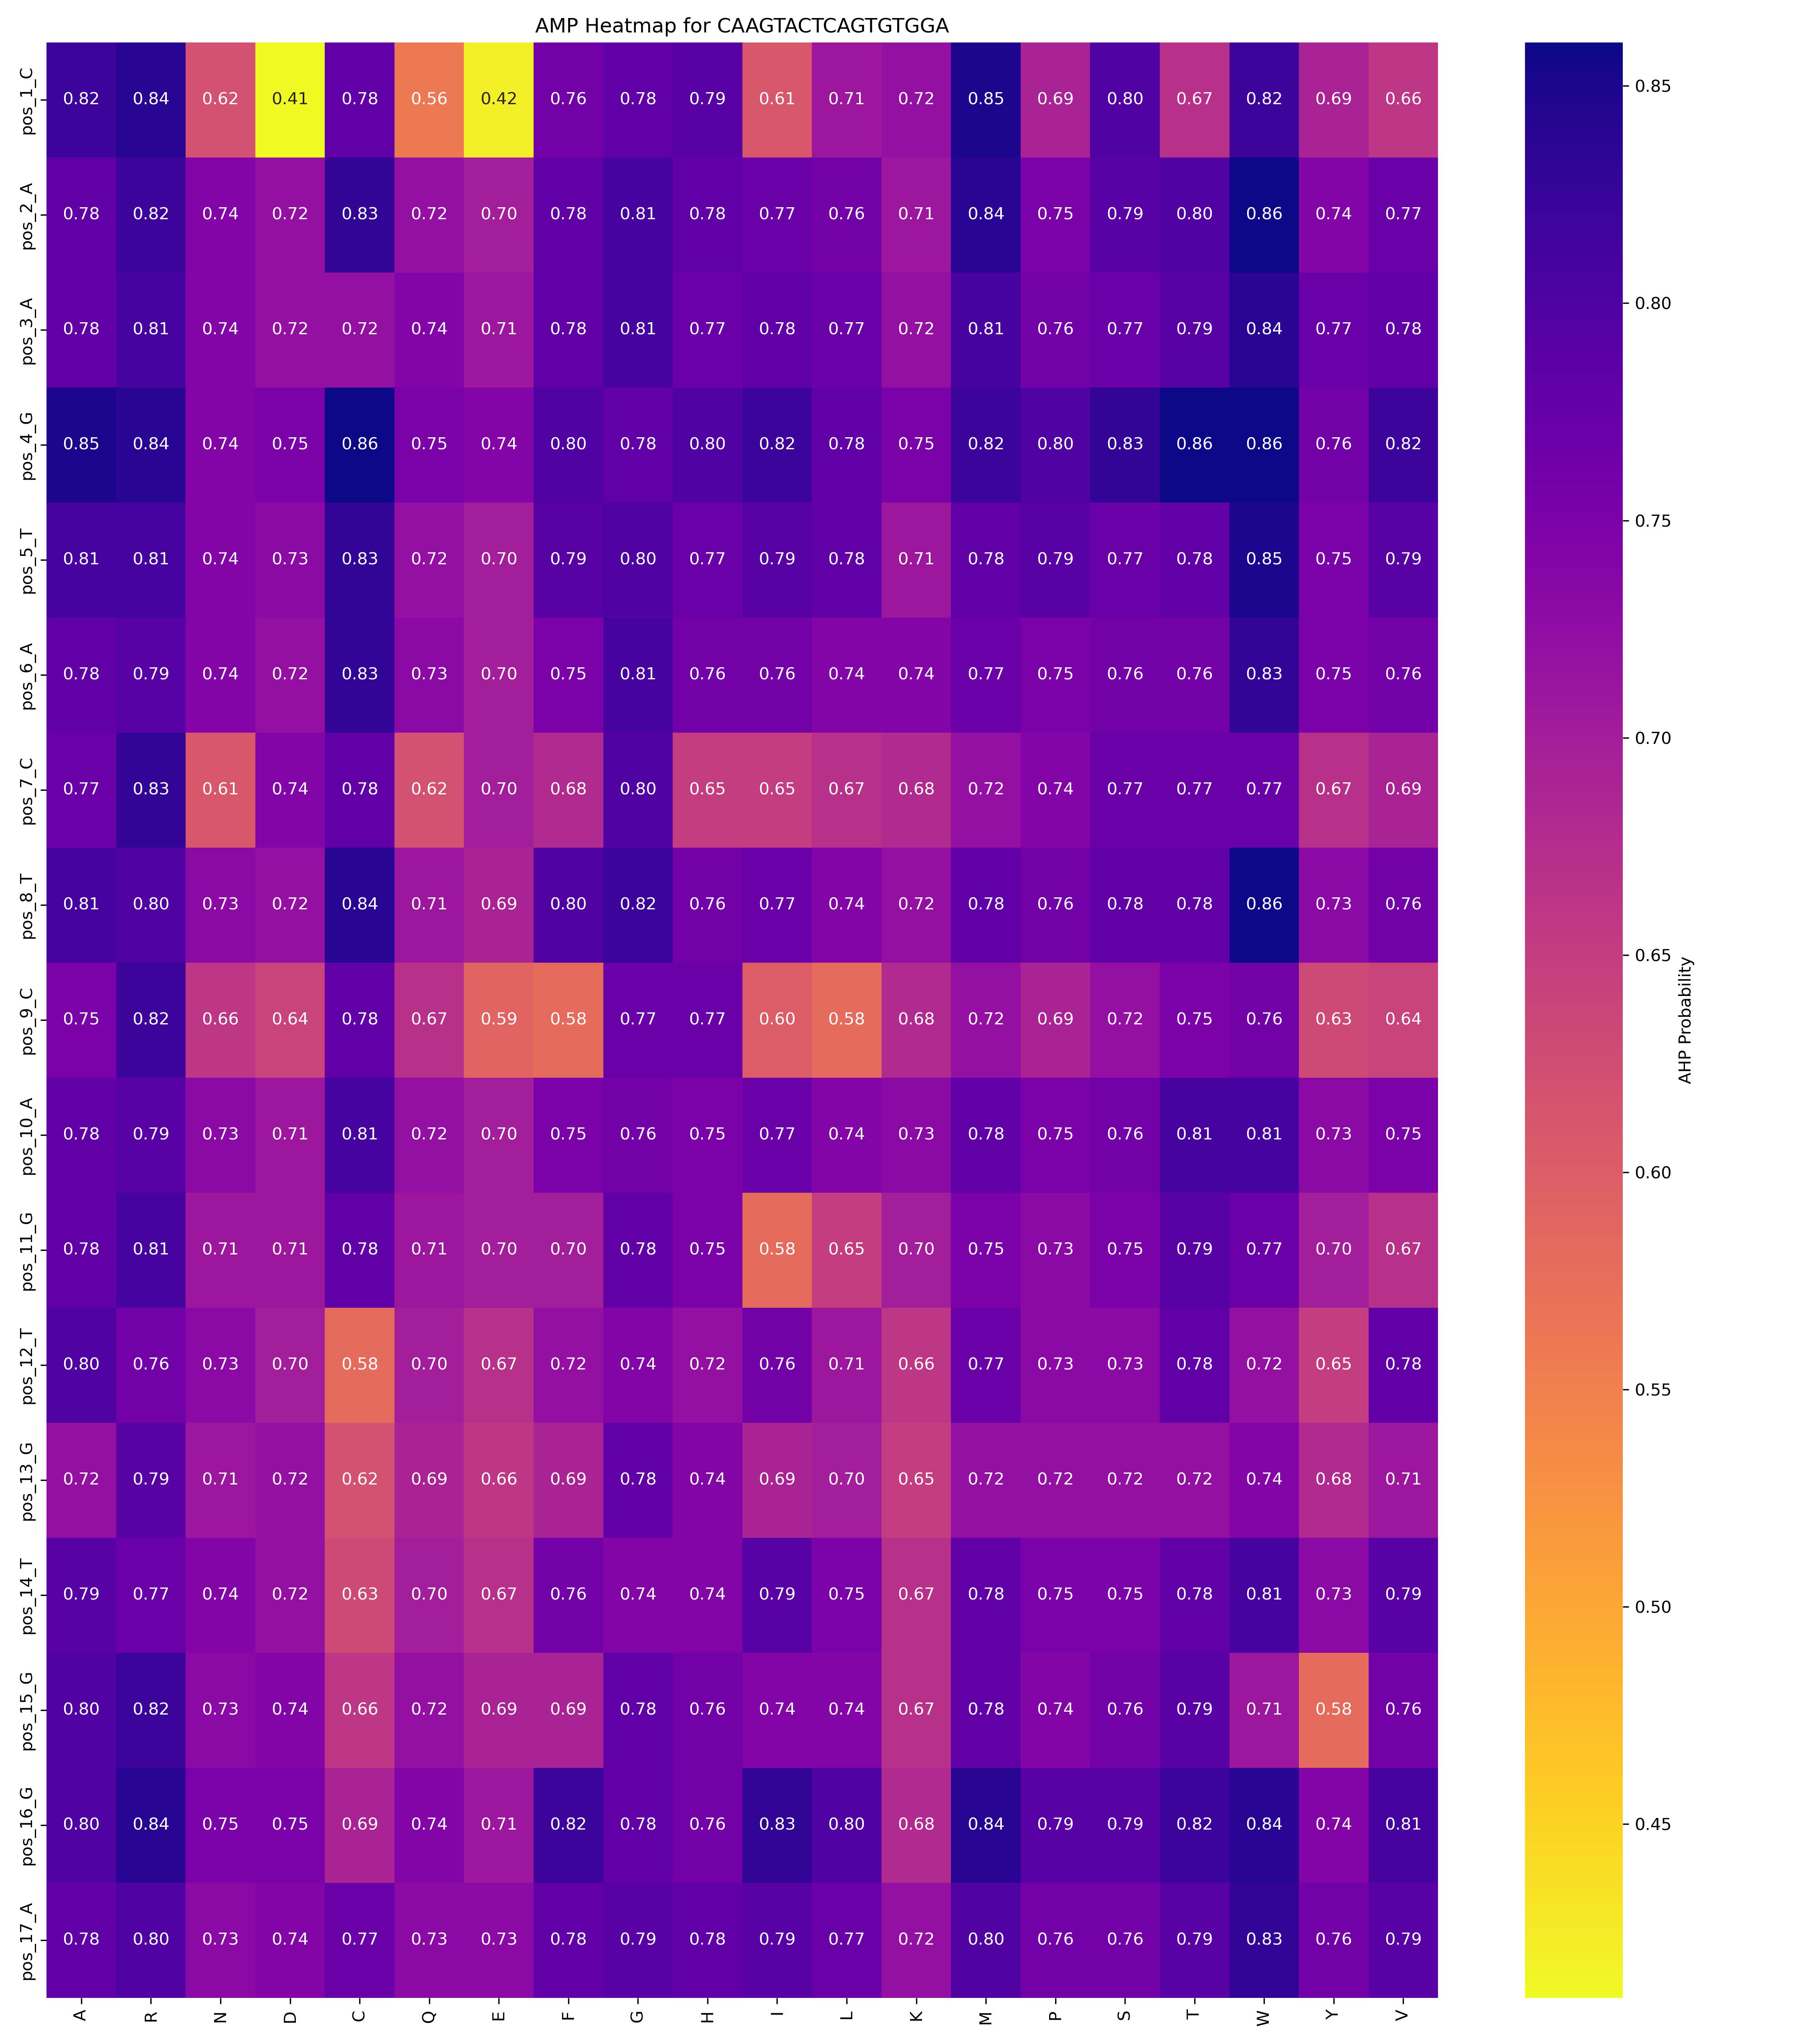 AMP Heatmap for CAAGTACTCAGTGTGGA
pos_1_C 0.82 0.84 0.62 0.41 0.78 0.56 0.42 0.76 0.78 0.79 0.61 0.71 0.72 0.85 0.69 0.80 0.67 0.82 0.69 0.66
pos_2_A 0.78 0.82 0.74 0.72 0.83 0.72 0.70 0.78 0.81 0.78 0.77 0.76 0.71 0.84 0.75 0.79 0.80 0.86 0.74 0.77
pos_3_A 0.78 0.81 0.74 0.72 0.72 0.74 0.71 0.78 0.81 0.77 0.78 0.77 0.72 0.81 0.76 0.77 0.79 0.84 0.77 0.78
pos_4_G 0.85 0.84 0.74 0.75 0.86 0.75 0.74 0.80 0.78 0.80 0.82 0.78 0.75 0.82 0.80 0.83 0.86 0.86 0.76 0.82
pos_5_T 0.81 0.81 0.74 0.73 0.83 0.72 0.70 0.79 0.80 0.77 0.79 0.78 0.71 0.78 0.79 0.77 0.78 0.85 0.75 0.79
pos_6_A 0.78 0.79 0.74 0.72 0.83 0.73 0.70 0.75 0.81 0.76 0.76 0.74 0.74 0.77 0.75 0.76 0.76 0.83 0.75 0.76
pos_7_C 0.77 0.83 0.61 0.74 0.78 0.62 0.70 0.68 0.80 0.65 0.65 0.67 0.68 0.72 0.74 0.77 0.77 0.77 0.67 0.69
pos_8_T 0.81 0.80 0.73 0.72 0.84 0.71 0.69 0.80 0.82 0.76 0.77 0.74 0.72 0.78 0.76 0.78 0.78 0.86 0.73 0.76
pos_9_C 0.75 0.82 0.66 0.64 0.78 0.67 0.59 0.58 0.77 0.77 0.60 0.58 0.68 0.72 0.69 0.72 0.75 0.76 0.63 0.64
pos_10_A 0.78 0.79 0.73 0.71 0.81 0.72 0.70 0.75 0.76 0.75 0.77 0.74 0.73 0.78 0.75 0.76 0.81 0.81 0.73 0.75
pos_11_G 0.78 0.81 0.71 0.71 0.78 0.71 0.70 0.70 0.78 0.75 0.58 0.65 0.70 0.75 0.73 0.75 0.79 0.77 0.70 0.67
pos_12_T 0.80 0.76 0.73 0.70 0.58 0.70 0.67 0.72 0.74 0.72 0.76 0.71 0.66 0.77 0.73 0.73 0.78 0.72 0.65 0.78
pos_13_G 0.72 0.79 0.71 0.72 0.62 0.69 0.66 0.69 0.78 0.74 0.69 0.70 0.65 0.72 0.72 0.72 0.72 0.74 0.68 0.71
pos_14_T 0.79 0.77 0.74 0.72 0.63 0.70 0.67 0.76 0.74 0.74 0.79 0.75 0.67 0.78 0.75 0.75 0.78 0.81 0.73 0.79
pos_15_G 0.80 0.82 0.73 0.74 0.66 0.72 0.69 0.69 0.78 0.76 0.74 0.74 0.67 0.78 0.74 0.76 0.79 0.71 0.58 0.76
pos_16_G 0.80 0.84 0.75 0.75 0.69 0.74 0.71 0.82 0.78 0.76 0.83 0.80 0.68 0.84 0.79 0.79 0.82 0.84 0.74 0.81
pos_17_A 0.78 0.80 0.73 0.74 0.77 0.73 0.73 0.78 0.79 0.78 0.79 0.77 0.72 0.80 0.76 0.76 0.79 0.83 0.76 0.79
A R N D C Q E F G H I L K M P S T W Y V
0.85
0.80
0.75
0.70
0.65
0.60
0.55
0.50
0.45
AHP Probability